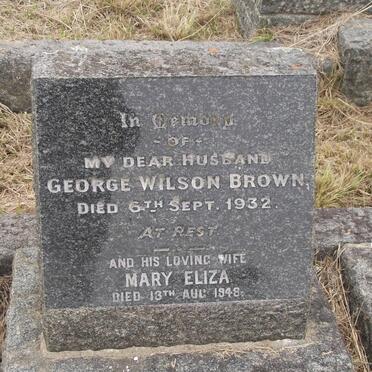 In Memory
- OF -
MY DEAR HUSBAND
GEORGE WILSON BROWN,
DIED 6TH SEPT. 1932.
AT REST
AND HIS LOVING WIFE
MARY ELIZA
DIED 13TH AUG 1948.